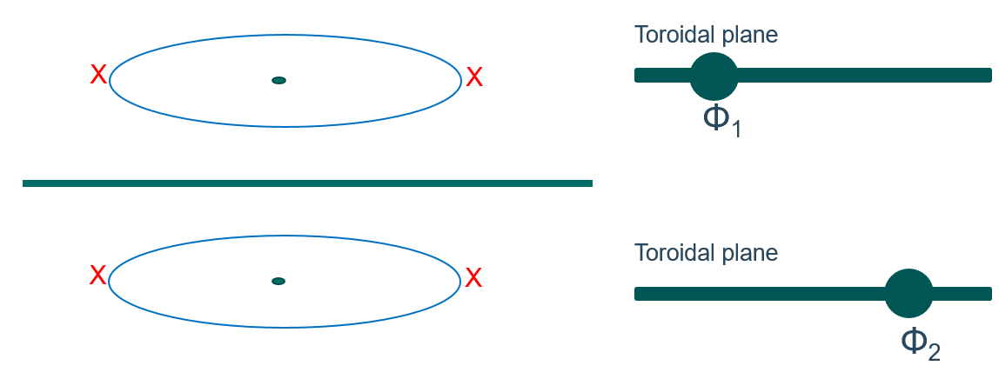 Toroidal plane
X X
Φ1
Toroidal plane
X X
Φ2